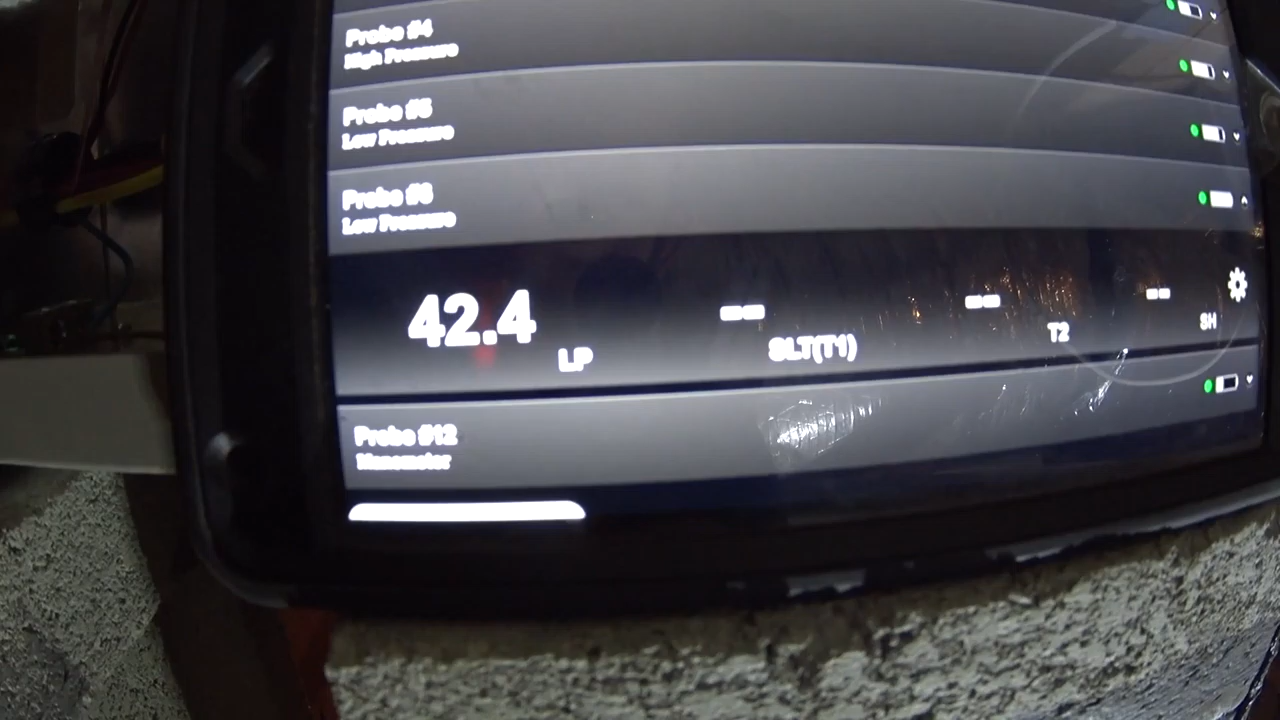 Probe #4
High Pressure
Probe #5
Low Pressure
Probe #6
Low Pressure
42.4 LP
-- SLT(T1)
-- T2
-- SH
Probe #12
Manometer